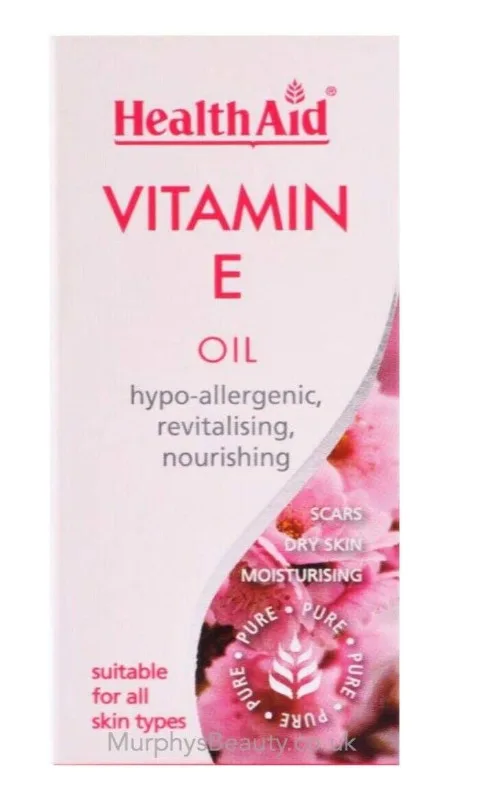 HealthAid®
VITAMIN
E
OIL
hypo-allergenic,
revitalising,
nourishing
SCARS
DRY SKIN
MOISTURISING
PURE • PURE • PURE • PURE • PURE •
suitable
for all
skin types
MurphysBeauty.co.uk